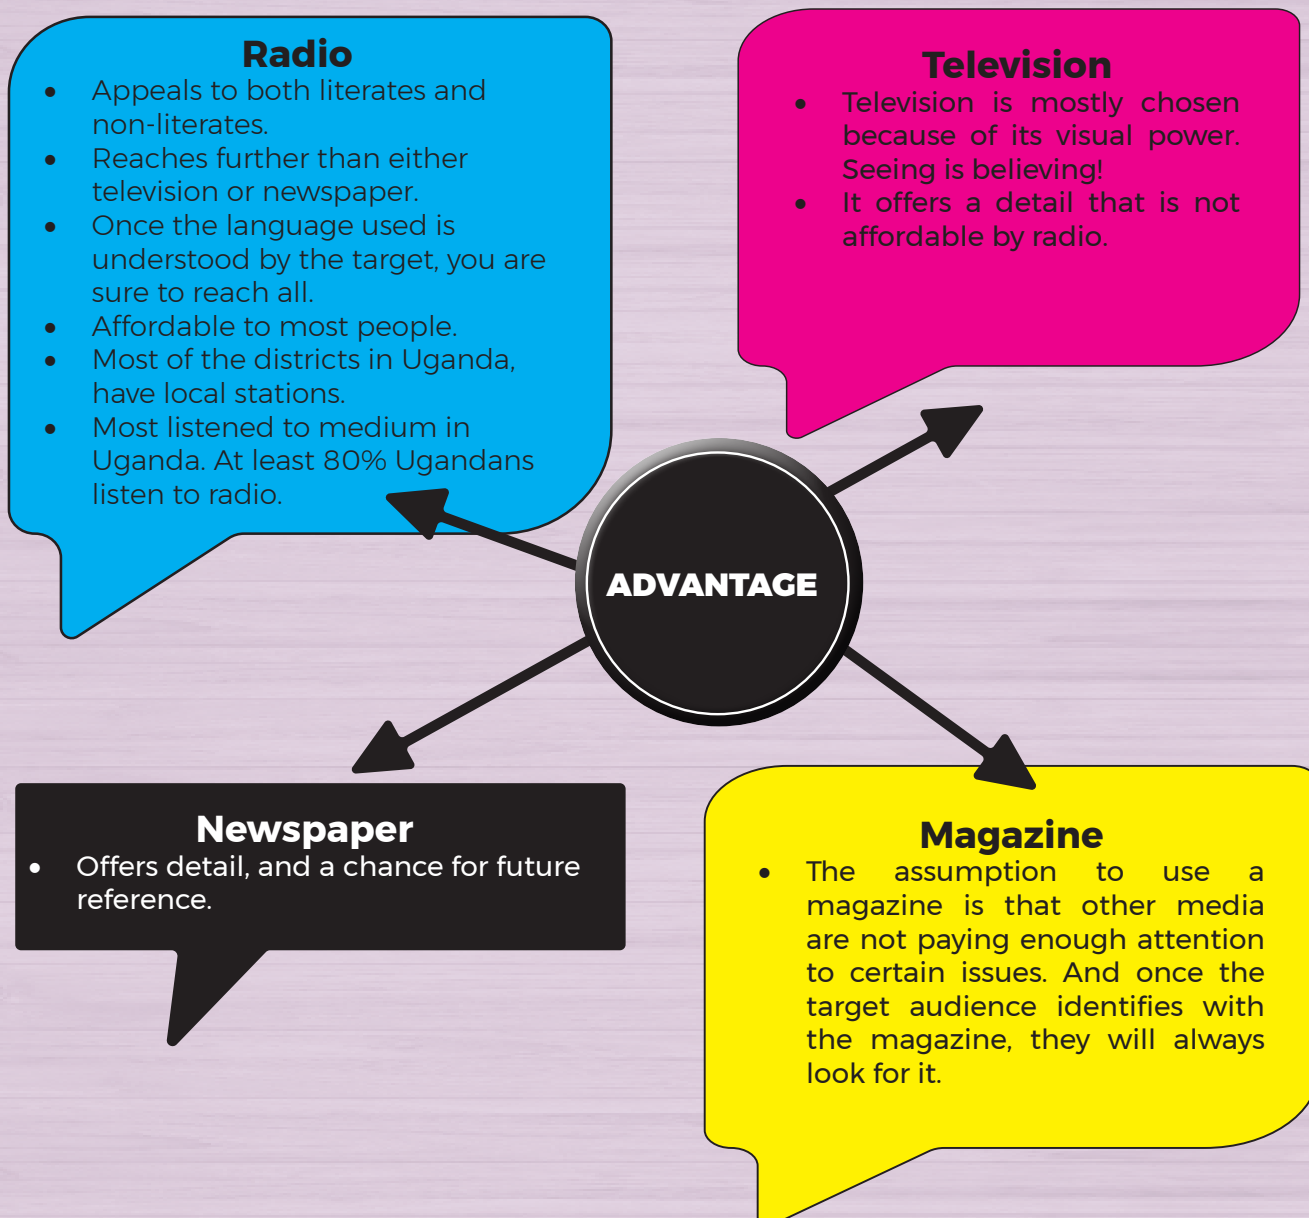 Radio
• Appeals to both literates and
non-literates.
• Reaches further than either
television or newspaper.
• Once the language used is
understood by the target, you are
sure to reach all.
• Affordable to most people.
• Most of the districts in Uganda,
have local stations.
• Most listened to medium in
Uganda. At least 80% Ugandans
listen to radio.
Television
• Television is mostly chosen
because of its visual power.
Seeing is believing!
• It offers a detail that is not
affordable by radio.
ADVANTAGE
Newspaper
• Offers detail, and a chance for future
reference.
Magazine
• The assumption to use a
magazine is that other media
are not paying enough attention
to certain issues. And once the
target audience identifies with
the magazine, they will always
look for it.